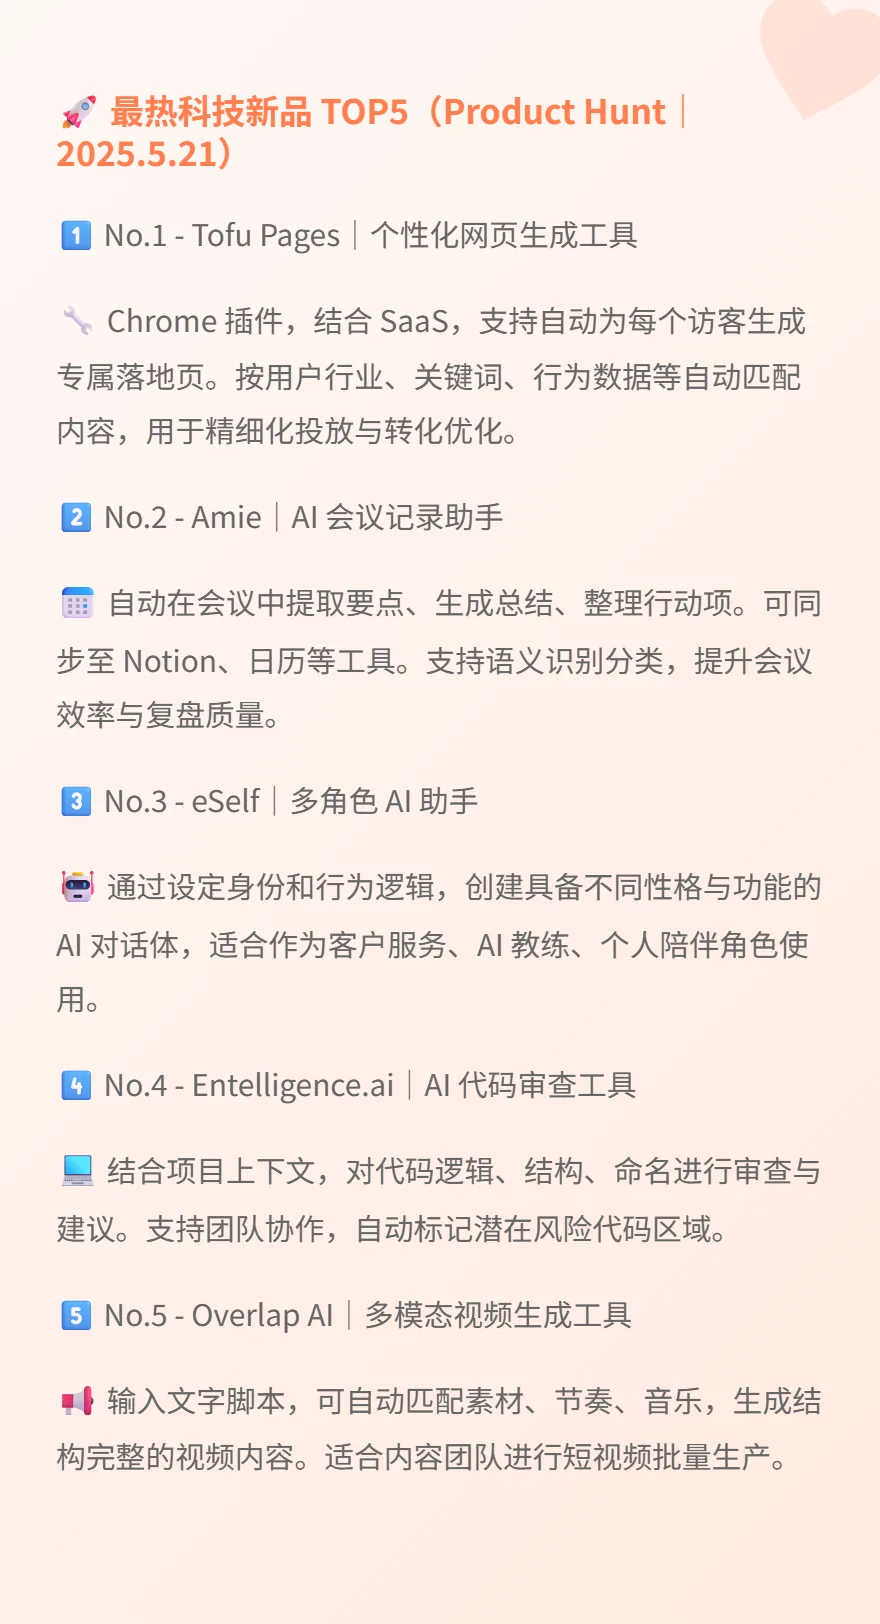 🚀 最热科技新品 TOP5（Product Hunt｜
2025.5.21）
1️⃣ No.1 - Tofu Pages｜个性化网页生成工具
🔧 Chrome 插件，结合 SaaS，支持自动为每个访客生成
专属落地页。按用户行业、关键词、行为数据等自动匹配
内容，用于精细化投放与转化优化。
2️⃣ No.2 - Amie｜AI 会议记录助手
🗓️ 自动在会议中提取要点、生成总结、整理行动项。可同
步至 Notion、日历等工具。支持语义识别分类，提升会议
效率与复盘质量。
3️⃣ No.3 - eSelf｜多角色 AI 助手
🤖 通过设定身份和行为逻辑，创建具备不同性格与功能的
AI 对话体，适合作为客户服务、AI 教练、个人陪伴角色使
用。
4️⃣ No.4 - Entelligence.ai｜AI 代码审查工具
💻 结合项目上下文，对代码逻辑、结构、命名进行审查与
建议。支持团队协作，自动标记潜在风险代码区域。
5️⃣ No.5 - Overlap AI｜多模态视频生成工具
📣 输入文字脚本，可自动匹配素材、节奏、音乐，生成结
构完整的视频内容。适合内容团队进行短视频批量生产。